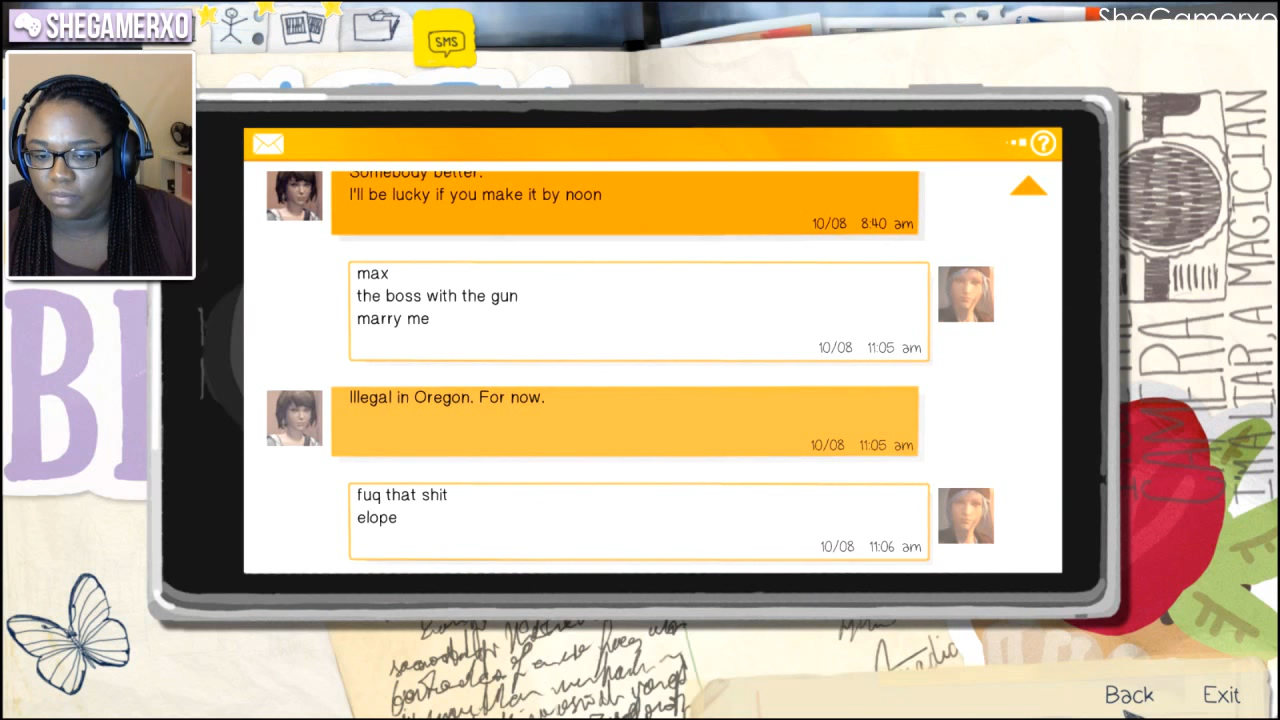 SHEGAMERXO
SheGamerxo
SMS
Somebody better.
I'll be lucky if you make it by noon
10/08 8:40 am
max
the boss with the gun
marry me
10/08 11:05 am
Illegal in Oregon. For now.
10/08 11:05 am
fuq that shit
elope
10/08 11:06 am
?
CAMERA
A MAGICIAN
Back
Exit